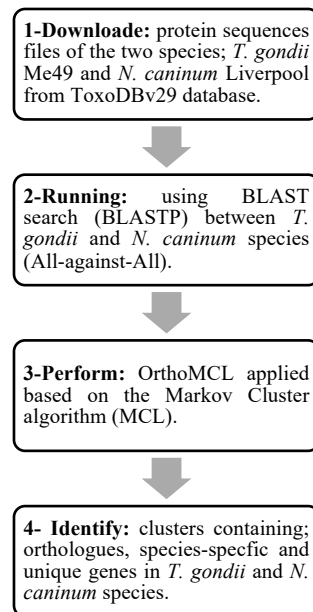 1-Downloade: protein sequences
files of the two species; T. gondii
Me49 and N. caninum Liverpool
from ToxoDBv29 database.
2-Running: using BLAST
search (BLASTP) between T.
gondii and N. caninum species
(All-against-All).
3-Perform: OrthoMCL applied
based on the Markov Cluster
algorithm (MCL).
4- Identify: clusters containing;
orthologues, species-specfic and
unique genes in T. gondii and N.
caninum species.